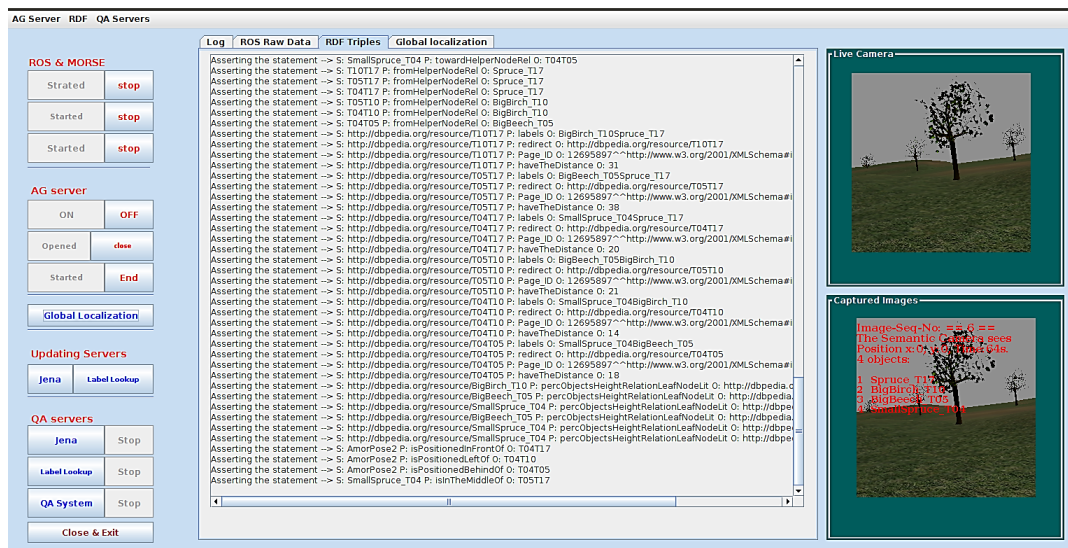 AG Server RDF QA Servers
ROS & MORSE
Strated stop
Started stop
Started stop
AG server
ON OFF
Opened close
Started End
Global Localization
Updating Servers
Jena Label Lookup
QA servers
Jena Stop
Label Lookup Stop
QA System Stop
Close & Exit
Log ROS Raw Data RDF Triples Global localization
Asserting the statement --> S: SmallSpruce_T04 P: towardHelperNodeRel O: T04T05
Asserting the statement --> S: T10T17 P: fromHelperNodeRel O: Spruce_T17
Asserting the statement --> S: T05T17 P: fromHelperNodeRel O: Spruce_T17
Asserting the statement --> S: T04T17 P: fromHelperNodeRel O: Spruce_T17
Asserting the statement --> S: T05T10 P: fromHelperNodeRel O: BigBirch_T10
Asserting the statement --> S: T04T10 P: fromHelperNodeRel O: BigBirch_T10
Asserting the statement --> S: T04T05 P: fromHelperNodeRel O: BigBeech_T05
Asserting the statement --> S: http://dbpedia.org/resource/T10T17 P: labels O: BigBirch_T10Spruce_T17
Asserting the statement --> S: http://dbpedia.org/resource/T10T17 P: redirect O: http://dbpedia.org/resource/T10T17
Asserting the statement --> S: http://dbpedia.org/resource/T10T17 P: Page_ID O: 12695897^^http://www.w3.org/2001/XMLSchema#i
Asserting the statement --> S: http://dbpedia.org/resource/T10T17 P: haveTheDistance O: 31
Asserting the statement --> S: http://dbpedia.org/resource/T05T17 P: labels O: BigBeech_T05Spruce_T17
Asserting the statement --> S: http://dbpedia.org/resource/T05T17 P: redirect O: http://dbpedia.org/resource/T05T17
Asserting the statement --> S: http://dbpedia.org/resource/T05T17 P: Page_ID O: 12695897^^http://www.w3.org/2001/XMLSchema#i
Asserting the statement --> S: http://dbpedia.org/resource/T05T17 P: haveTheDistance O: 38
Asserting the statement --> S: http://dbpedia.org/resource/T04T17 P: labels O: SmallSpruce_T04Spruce_T17
Asserting the statement --> S: http://dbpedia.org/resource/T04T17 P: redirect O: http://dbpedia.org/resource/T04T17
Asserting the statement --> S: http://dbpedia.org/resource/T04T17 P: Page_ID O: 12695897^^http://www.w3.org/2001/XMLSchema#i
Asserting the statement --> S: http://dbpedia.org/resource/T04T17 P: haveTheDistance O: 20
Asserting the statement --> S: http://dbpedia.org/resource/T05T10 P: labels O: BigBeech_T05BigBirch_T10
Asserting the statement --> S: http://dbpedia.org/resource/T05T10 P: redirect O: http://dbpedia.org/resource/T05T10
Asserting the statement --> S: http://dbpedia.org/resource/T05T10 P: Page_ID O: 12695897^^http://www.w3.org/2001/XMLSchema#i
Asserting the statement --> S: http://dbpedia.org/resource/T05T10 P: haveTheDistance O: 21
Asserting the statement --> S: http://dbpedia.org/resource/T04T10 P: labels O: SmallSpruce_T04BigBirch_T10
Asserting the statement --> S: http://dbpedia.org/resource/T04T10 P: redirect O: http://dbpedia.org/resource/T04T10
Asserting the statement --> S: http://dbpedia.org/resource/T04T10 P: Page_ID O: 12695897^^http://www.w3.org/2001/XMLSchema#i
Asserting the statement --> S: http://dbpedia.org/resource/T04T10 P: haveTheDistance O: 14
Asserting the statement --> S: http://dbpedia.org/resource/T04T05 P: labels O: SmallSpruce_T04BigBeech_T05
Asserting the statement --> S: http://dbpedia.org/resource/T04T05 P: redirect O: http://dbpedia.org/resource/T04T05
Asserting the statement --> S: http://dbpedia.org/resource/T04T05 P: Page_ID O: 12695897^^http://www.w3.org/2001/XMLSchema#i
Asserting the statement --> S: http://dbpedia.org/resource/T04T05 P: haveTheDistance O: 18
Asserting the statement --> S: http://dbpedia.org/resource/BigBirch_T10 P: percObjectsHeightRelationLeafNodeLit O: http://dbpedia.o
Asserting the statement --> S: http://dbpedia.org/resource/BigBeech_T05 P: percObjectsHeightRelationLeafNodeLit O: http://dbpedia.
Asserting the statement --> S: http://dbpedia.org/resource/SmallSpruce_T04 P: percObjectsHeightRelationLeafNodeLit O: http://dbpe
Asserting the statement --> S: http://dbpedia.org/resource/BigBeech_T05 P: percObjectsHeightRelationLeafNodeLit O: http://dbpedia.
Asserting the statement --> S: http://dbpedia.org/resource/SmallSpruce_T04 P: percObjectsHeightRelationLeafNodeLit O: http://dbpe
Asserting the statement --> S: http://dbpedia.org/resource/SmallSpruce_T04 P: percObjectsHeightRelationLeafNodeLit O: http://dbpe
Asserting the statement --> S: AmorPose2 P: isPositionedInFrontOf O: T04T17
Asserting the statement --> S: AmorPose2 P: isPositionedLeftOf O: T04T10
Asserting the statement --> S: AmorPose2 P: isPositionedBehindOf O: T04T05
Asserting the statement --> S: SmallSpruce_T04 P: isInTheMiddleOf O: T05T17
Live Camera
Captured Images
Image-Seq-No: == 6 ==
The Semantic Camera sees
Position x:0,
4 objects:
1 Spruce_T17
2 BigBirch_T10
3 BigBeech_T05
4 SmallSpruce_T04